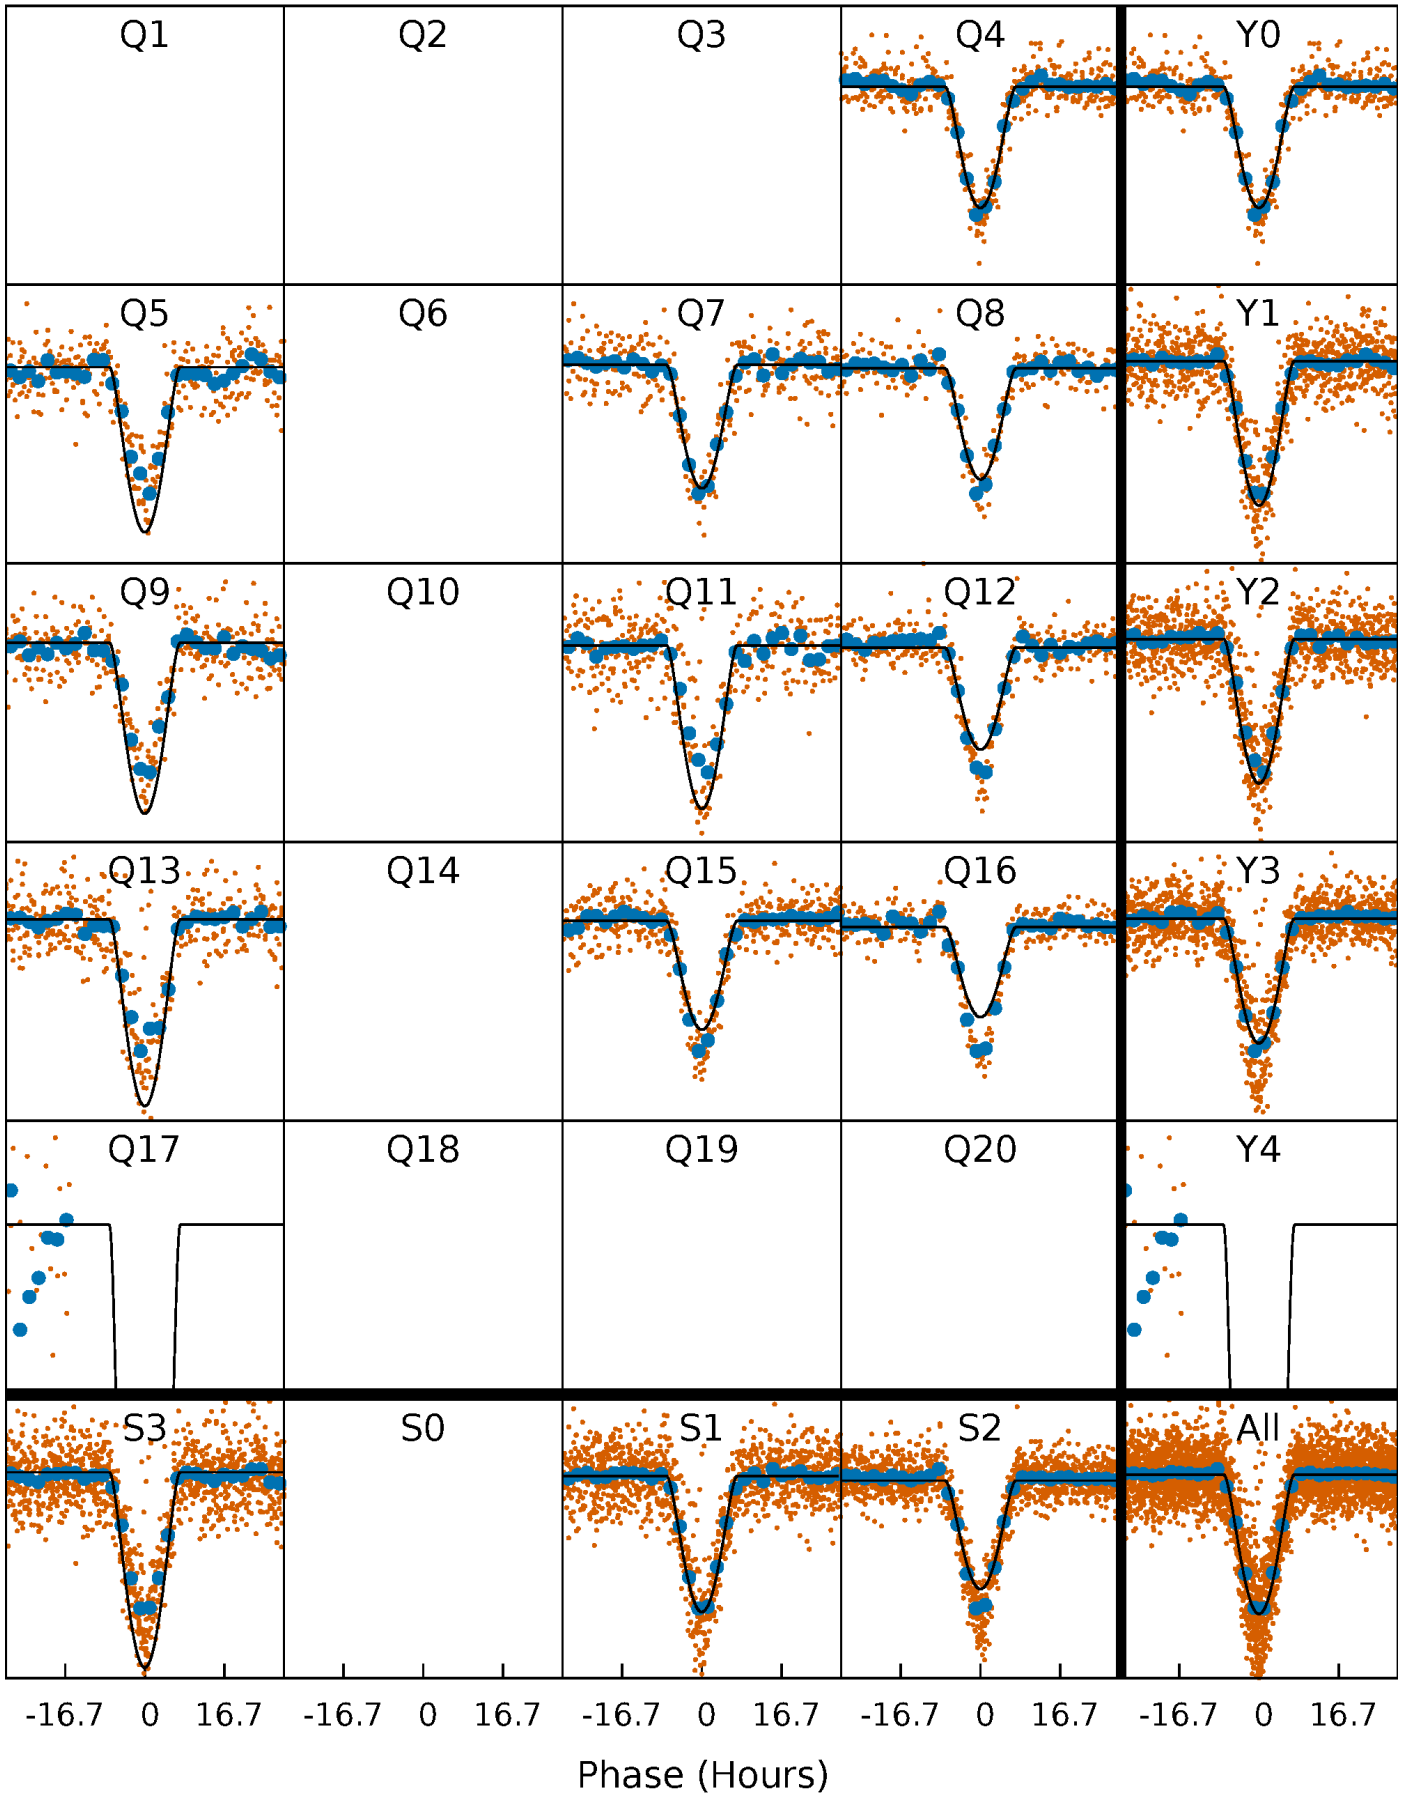 Q1 Q2 Q3 Q4 Y0
Q5 Q6 Q7 Q8 Y1
Q9 Q10 Q11 Q12 Y2
Q13 Q14 Q15 Q16 Y3
Q17 Q18 Q19 Q20 Y4
S3 S0 S1 S2 All
-16.7 0 16.7 -16.7 0 16.7 -16.7 0 16.7 -16.7 0 16.7 -16.7 0 16.7
Phase (Hours)